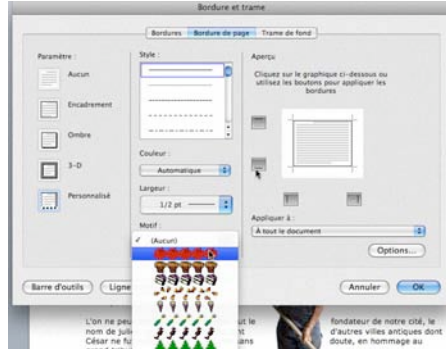 Bordure et trame
Bordures Bordure de page Trame de fond
Paramètre :
Aucun
Encadrement
Ombre
3-D
Personnalisé
Style :
Couleur :
Automatique
Largeur :
1/2 pt
Motif :
✓ (Aucun)
Aperçu
Cliquez sur le graphique ci-dessous ou
utilisez les boutons pour appliquer les
bordures
Appliquer à :
À tout le document
Options...
Barre d'outils
Ligne
Annuler
OK
L'on ne peu
nom de julio
César ne fu
ut le
nt
ans
fondateur de notre cité, le
d'autres villes antiques dont
doute, en hommage au